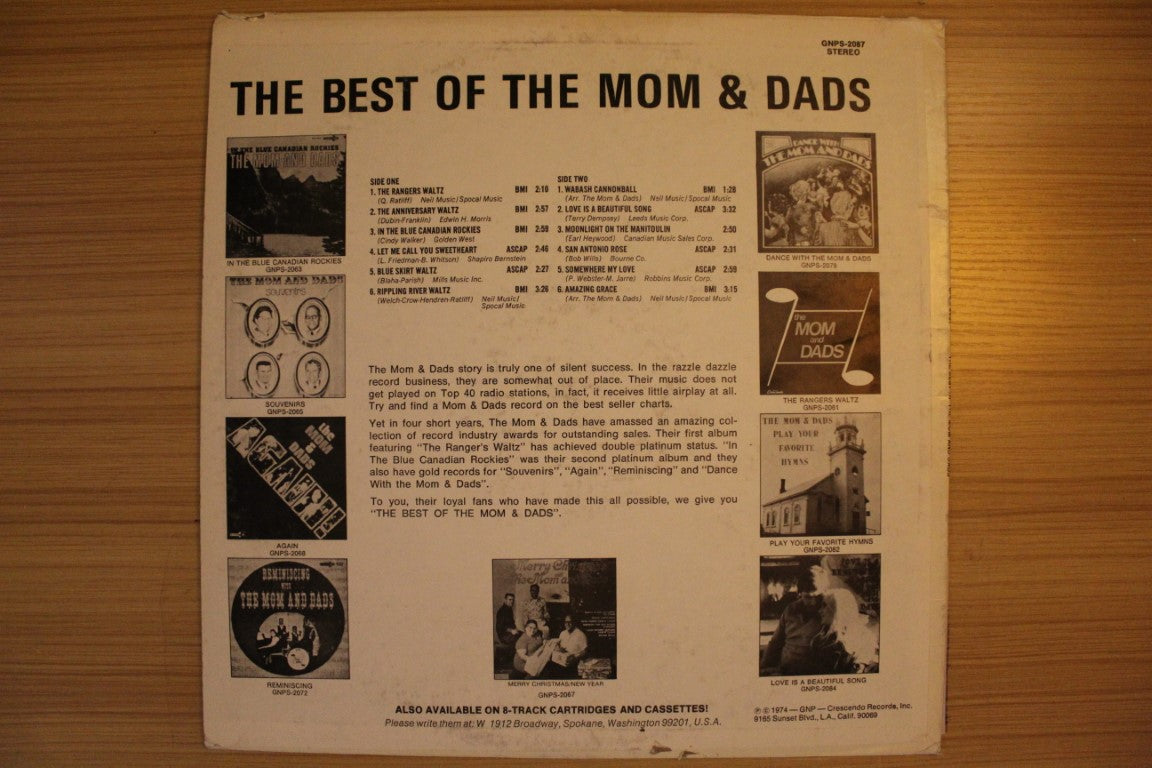 GNPS-2087
STEREO
THE BEST OF THE MOM & DADS
IN THE BLUE CANADIAN ROCKIES
THE MOM AND DADS
IN THE BLUE CANADIAN ROCKIES
GNPS-2063
THE MOM AND DADS
souvenirs
SOUVENIRS
GNPS-2065
the
MOM
&
DADS
AGAIN
AGAIN
GNPS-2068
REMINISCING
WITH
THE MOM AND DADS
REMINISCING
GNPS-2072
SIDE ONE
1. THE RANGERS WALTZ BMI 2:10
(Q. Ratliff) Neil Music/Spocal Music
2. THE ANNIVERSARY WALTZ BMI 2:57
(Dubin-Franklin) Edwin H. Morris
3. IN THE BLUE CANADIAN ROCKIES BMI 2:59
(Cindy Walker) Golden West
4. LET ME CALL YOU SWEETHEART ASCAP 2:46
(L. Friedman-B. Whitson) Shapiro Bernstein
5. BLUE SKIRT WALTZ ASCAP 2:27
(Blaha-Parish) Mills Music Inc.
6. RIPPLING RIVER WALTZ BMI 3:26
(Welch-Crow-Hendren-Ratliff) Neil Music/
Spocal Music
SIDE TWO
1. WABASH CANNONBALL BMI 1:28
(Arr. The Mom & Dads) Neil Music/Spocal Music
2. LOVE IS A BEAUTIFUL SONG ASCAP 3:32
(Terry Dempsey) Leeds Music Corp.
3. MOONLIGHT ON THE MANITOULIN 2:50
(Earl Heywood) Canadian Music Sales Corp.
4. SAN ANTONIO ROSE ASCAP 2:31
(Bob Wills) Bourne Co.
5. SOMEWHERE MY LOVE ASCAP 2:59
(P. Webster-M. Jarre) Robbins Music Corp.
6. AMAZING GRACE BMI 3:15
(Arr. The Mom & Dads) Neil Music/Spocal Music
The Mom & Dads story is truly one of silent success. In the razzle dazzle
record business, they are somewhat out of place. Their music does not
get played on Top 40 radio stations, in fact, it receives little airplay at all.
Try and find a Mom & Dads record on the best seller charts.
Yet in four short years, The Mom & Dads have amassed an amazing col-
lection of record industry awards for outstanding sales. Their first album
featuring "The Ranger's Waltz" has achieved double platinum status. "In
The Blue Canadian Rockies" was their second platinum album and they
also have gold records for "Souvenirs", "Again", "Reminiscing" and "Dance
With the Mom & Dads".
To you, their loyal fans who have made this all possible, we give you
"THE BEST OF THE MOM & DADS".
Merry Christmas
MERRY CHRISTMAS/NEW YEAR
GNPS-2067
DANCE WITH
THE MOM AND DADS
DANCE WITH THE MOM & DADS
GNPS-2078
the
MOM
and
DADS
THE RANGERS WALTZ
GNPS-2061
THE MOM & DADS
PLAY YOUR
FAVORITE
HYMNS
PLAY YOUR FAVORITE HYMNS
GNPS-2082
LOVE IS A BEAUTIFUL SONG
GNPS-2084
ALSO AVAILABLE ON 8-TRACK CARTRIDGES AND CASSETTES!
Please write them at: W 1912 Broadway, Spokane, Washington 99201, U.S.A.
℗ © 1974 — GNP — Crescendo Records, Inc.
9165 Sunset Blvd., L.A., Calif. 90069